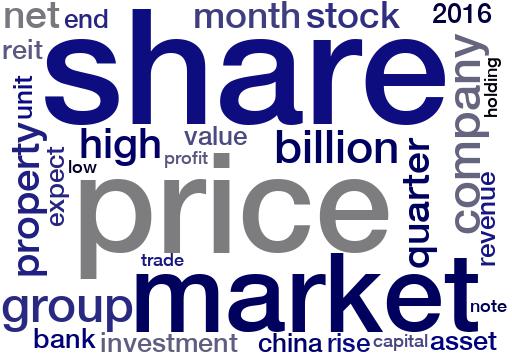 net end month stock 2016
reit share
unit
property
high value billion
expect low profit
price
quarter
company
holding
revenue
trade
group market note
bank investment china rise capital asset